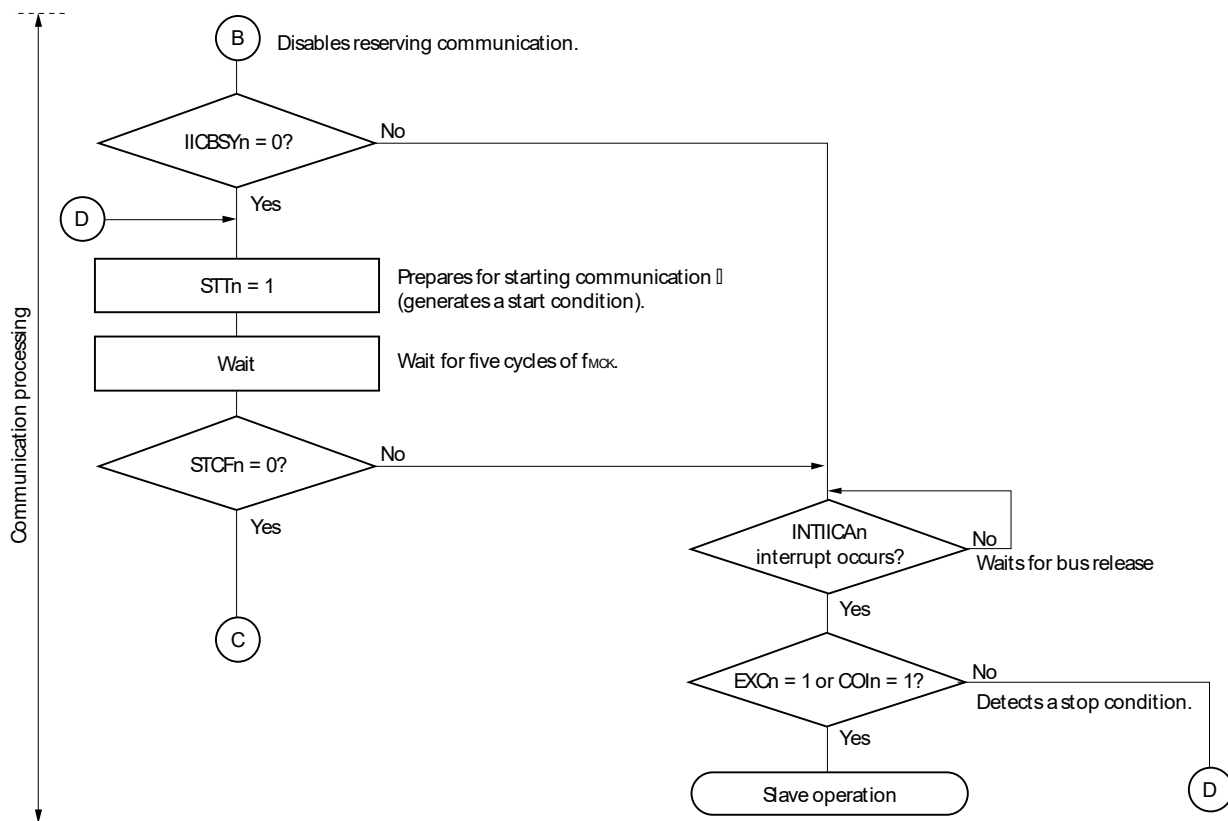 B
Disables reserving communication.
IICBSYn = 0?
No
Yes
D
STTn = 1
Prepares for starting communication
(generates a start condition).
Wait
Wait for five cycles of fMCK.
STCFn = 0?
No
Yes
INTIICAn
interrupt occurs?
No
Waits for bus release
Yes
C
EXCn = 1 or COIn = 1?
No
Detects a stop condition.
Yes
Slave operation
D
Communication processing